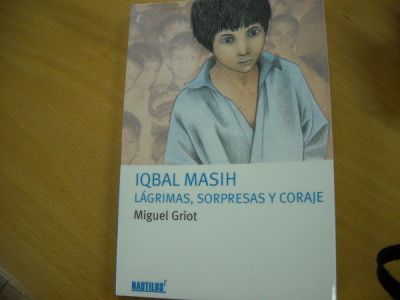 IQBAL MASIH
LÁGRIMAS, SORPRESAS Y CORAJE
Miguel Griot
NAUTILUS